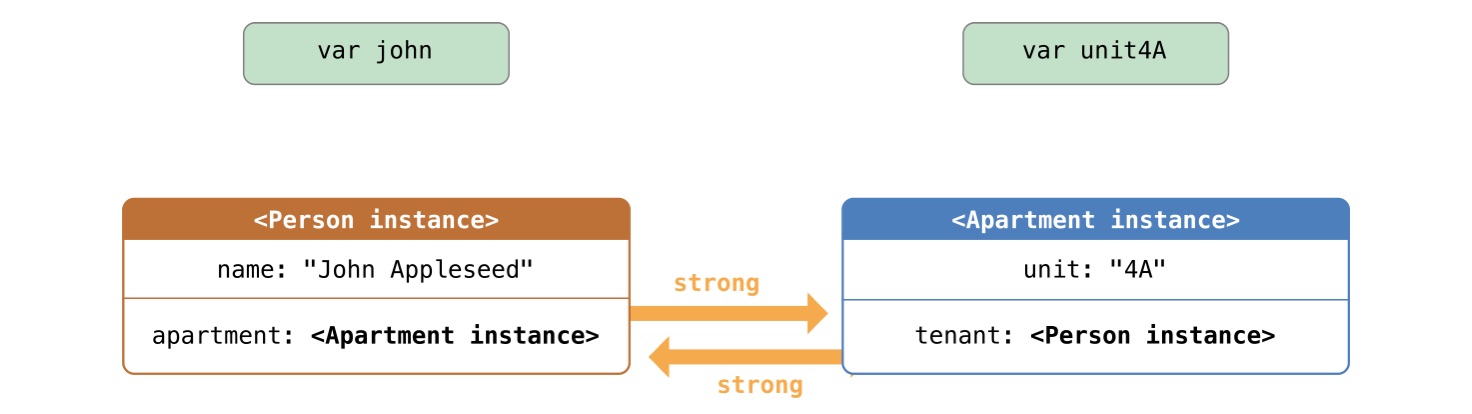 var john
var unit4A
<Person instance>
name: "John Appleseed"
apartment: <Apartment instance>
strong
strong
<Apartment instance>
unit: "4A"
tenant: <Person instance>